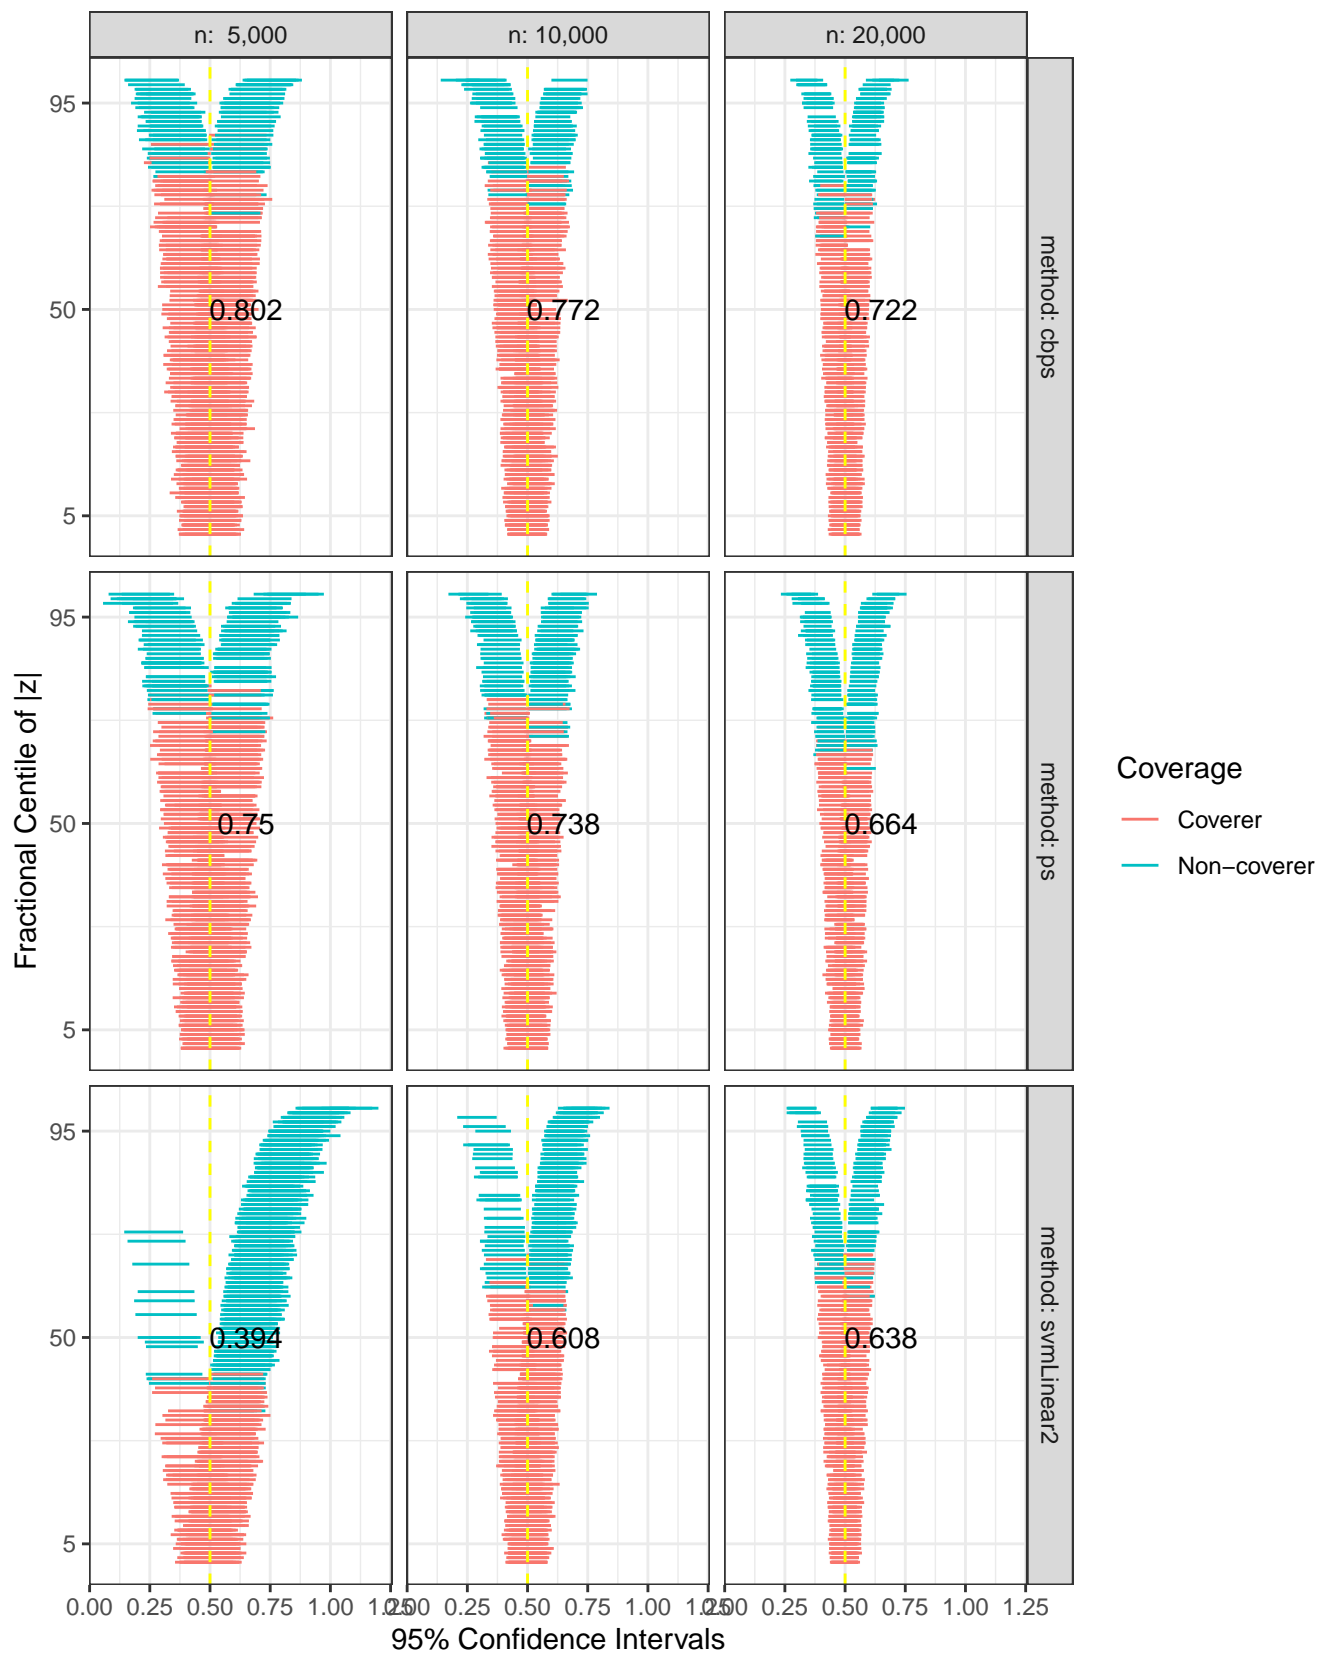 n: 5,000
n: 10,000
n: 20,000
95
50
5
0.802
0.772
0.722
method: cbps
95
50
5
0.75
0.738
0.664
method: ps
Fractional Centile of |z|
Coverage
Coverer
Non−coverer
95
50
5
0.394
0.608
0.638
method: svmLinear2
0.00 0.25 0.50 0.75 1.00 1.25
0.00 0.25 0.50 0.75 1.00 1.25
0.00 0.25 0.50 0.75 1.00 1.25
95% Confidence Intervals